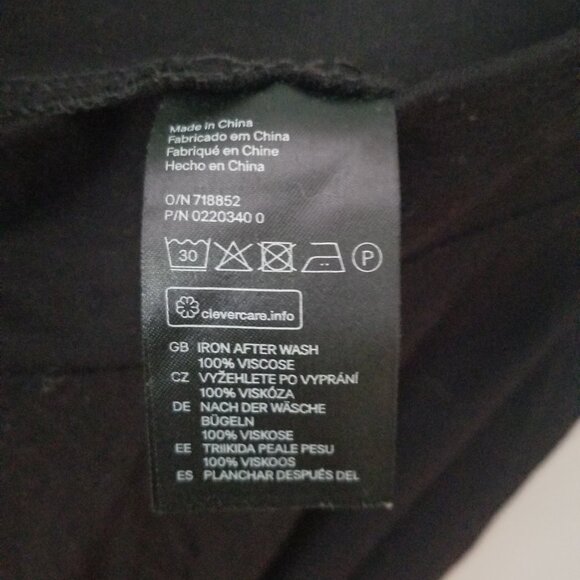 Made in China
Fabricado em China
Fabriqué en Chine
Hecho en China
O/N 718852
P/N 0220340 0
30 P
clevercare.info
GB IRON AFTER WASH
100% VISCOSE
CZ VYŽEHLETE PO VYPRÁNÍ
100% VISKÓZA
DE NACH DER WÄSCHE
BÜGELN
100% VISKOSE
EE TRIIKIDA PEALE PESU
100% VISKOOS
ES PLANCHAR DESPUÉS DEL